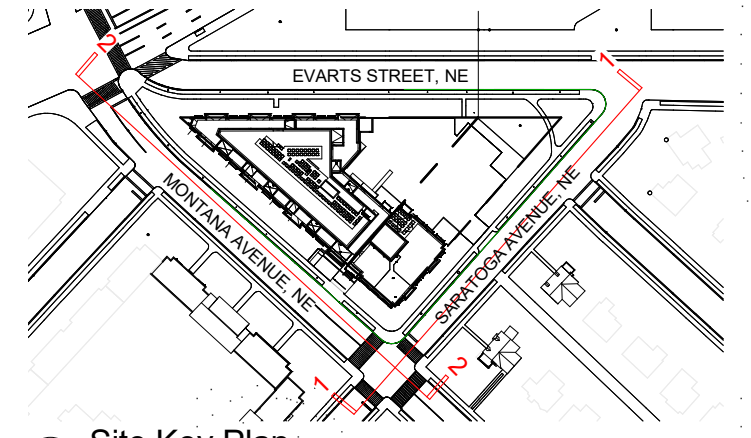 2
1
EVARTS STREET, NE
MONTANA AVENUE, NE
SARATOGA AVENUE, NE
1
2
Site Key Plan